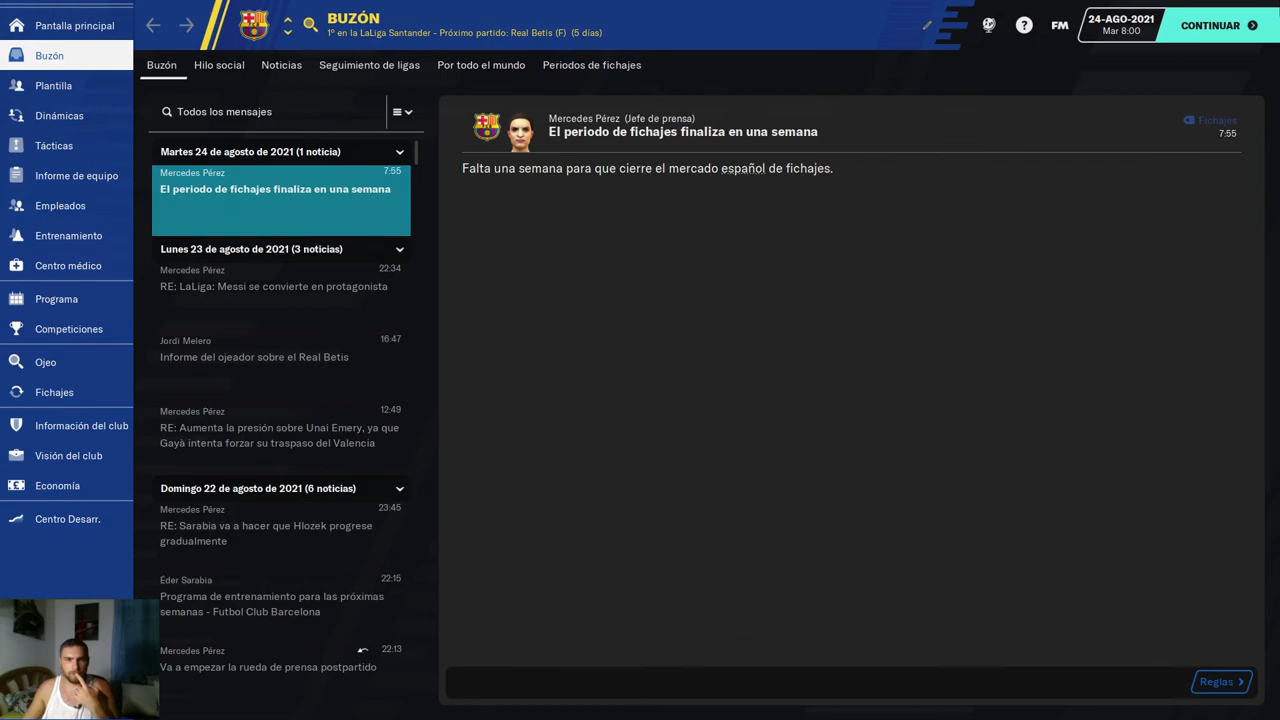 Pantalla principal
Buzón
Plantilla
Dinámicas
Tácticas
Informe de equipo
Empleados
Entrenamiento
Centro médico
Programa
Competiciones
Ojeo
Fichajes
Información del club
Visión del club
Economía
Centro Desarr.
BUZÓN
1º en la LaLiga Santander - Próximo partido: Real Betis (F) (5 días)
FM
24-AGO-2021
Mar 8:00
CONTINUAR
Buzón Hilo social Noticias Seguimiento de ligas Por todo el mundo Periodos de fichajes
Todos los mensajes
Martes 24 de agosto de 2021 (1 noticia)
Mercedes Pérez 7:55
El periodo de fichajes finaliza en una semana
Lunes 23 de agosto de 2021 (3 noticias)
Mercedes Pérez 22:34
RE: LaLiga: Messi se convierte en protagonista
Jordi Melero 16:47
Informe del ojeador sobre el Real Betis
Mercedes Pérez 12:49
RE: Aumenta la presión sobre Unai Emery, ya que
Gayà intenta forzar su traspaso del Valencia
Domingo 22 de agosto de 2021 (6 noticias)
Mercedes Pérez 23:45
RE: Sarabia va a hacer que Hlozek progrese
gradualmente
Éder Sarabia 22:15
Programa de entrenamiento para las próximas
semanas - Futbol Club Barcelona
Mercedes Pérez 22:13
Va a empezar la rueda de prensa postpartido
Mercedes Pérez (Jefe de prensa)
El periodo de fichajes finaliza en una semana
Fichajes
7:55
Falta una semana para que cierre el mercado español de fichajes.
Reglas